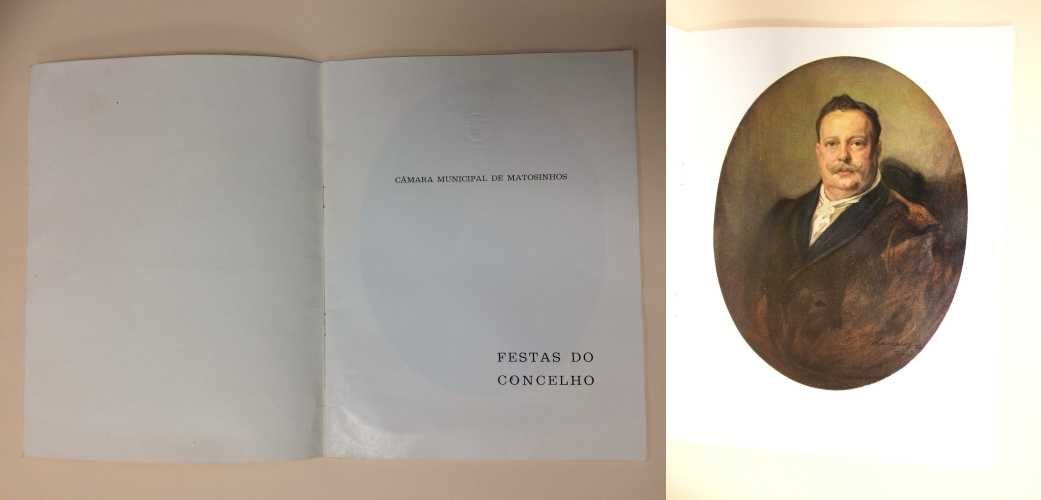 CÂMARA MUNICIPAL DE MATOSINHOS
FESTAS DO
CONCELHO